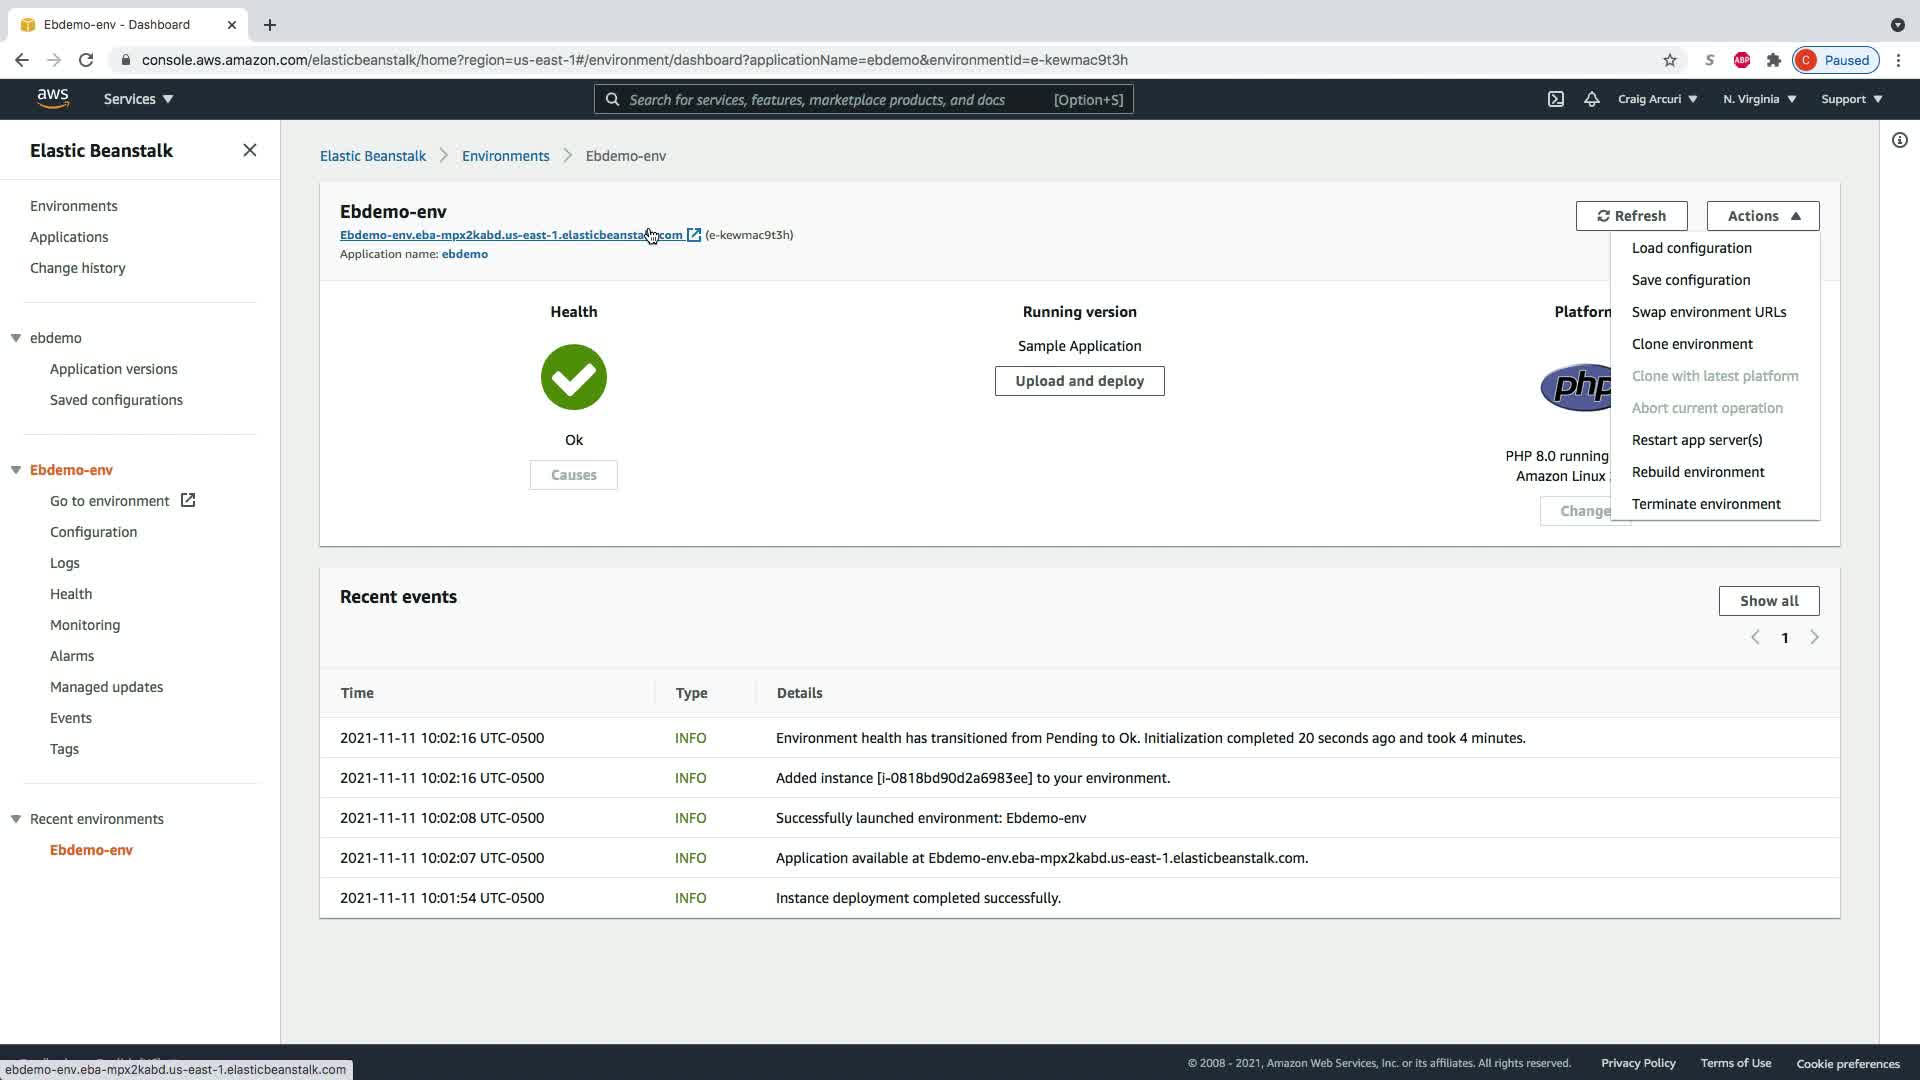 Ebdemo-env - Dashboard
console.aws.amazon.com/elasticbeanstalk/home?region=us-east-1#/environment/dashboard?applicationName=ebdemo&environmentId=e-kewmac9t3h
S
ABP
C Paused
aws
Services
Search for services, features, marketplace products, and docs [Option+S]
Craig Arcuri
N. Virginia
Support
Elastic Beanstalk
Environments
Applications
Change history
ebdemo
Application versions
Saved configurations
Ebdemo-env
Go to environment
Configuration
Logs
Health
Monitoring
Alarms
Managed updates
Events
Tags
Recent environments
Ebdemo-env
Elastic Beanstalk > Environments > Ebdemo-env
Ebdemo-env
Ebdemo-env.eba-mpx2kabd.us-east-1.elasticbeanstalk.com (e-kewmac9t3h)
Application name: ebdemo
Refresh
Actions
Load configuration
Save configuration
Swap environment URLs
Clone environment
Clone with latest platform
Abort current operation
Restart app server(s)
Rebuild environment
Terminate environment
Health
Ok
Causes
Running version
Sample Application
Upload and deploy
Platform
php
PHP 8.0 running
Amazon Linux
Change
Recent events
Show all
1
Time Type Details
2021-11-11 10:02:16 UTC-0500 INFO Environment health has transitioned from Pending to Ok. Initialization completed 20 seconds ago and took 4 minutes.
2021-11-11 10:02:16 UTC-0500 INFO Added instance [i-0818bd90d2a6983ee] to your environment.
2021-11-11 10:02:08 UTC-0500 INFO Successfully launched environment: Ebdemo-env
2021-11-11 10:02:07 UTC-0500 INFO Application available at Ebdemo-env.eba-mpx2kabd.us-east-1.elasticbeanstalk.com.
2021-11-11 10:01:54 UTC-0500 INFO Instance deployment completed successfully.
ebdemo-env.eba-mpx2kabd.us-east-1.elasticbeanstalk.com
© 2008 - 2021, Amazon Web Services, Inc. or its affiliates. All rights reserved.
Privacy Policy
Terms of Use
Cookie preferences